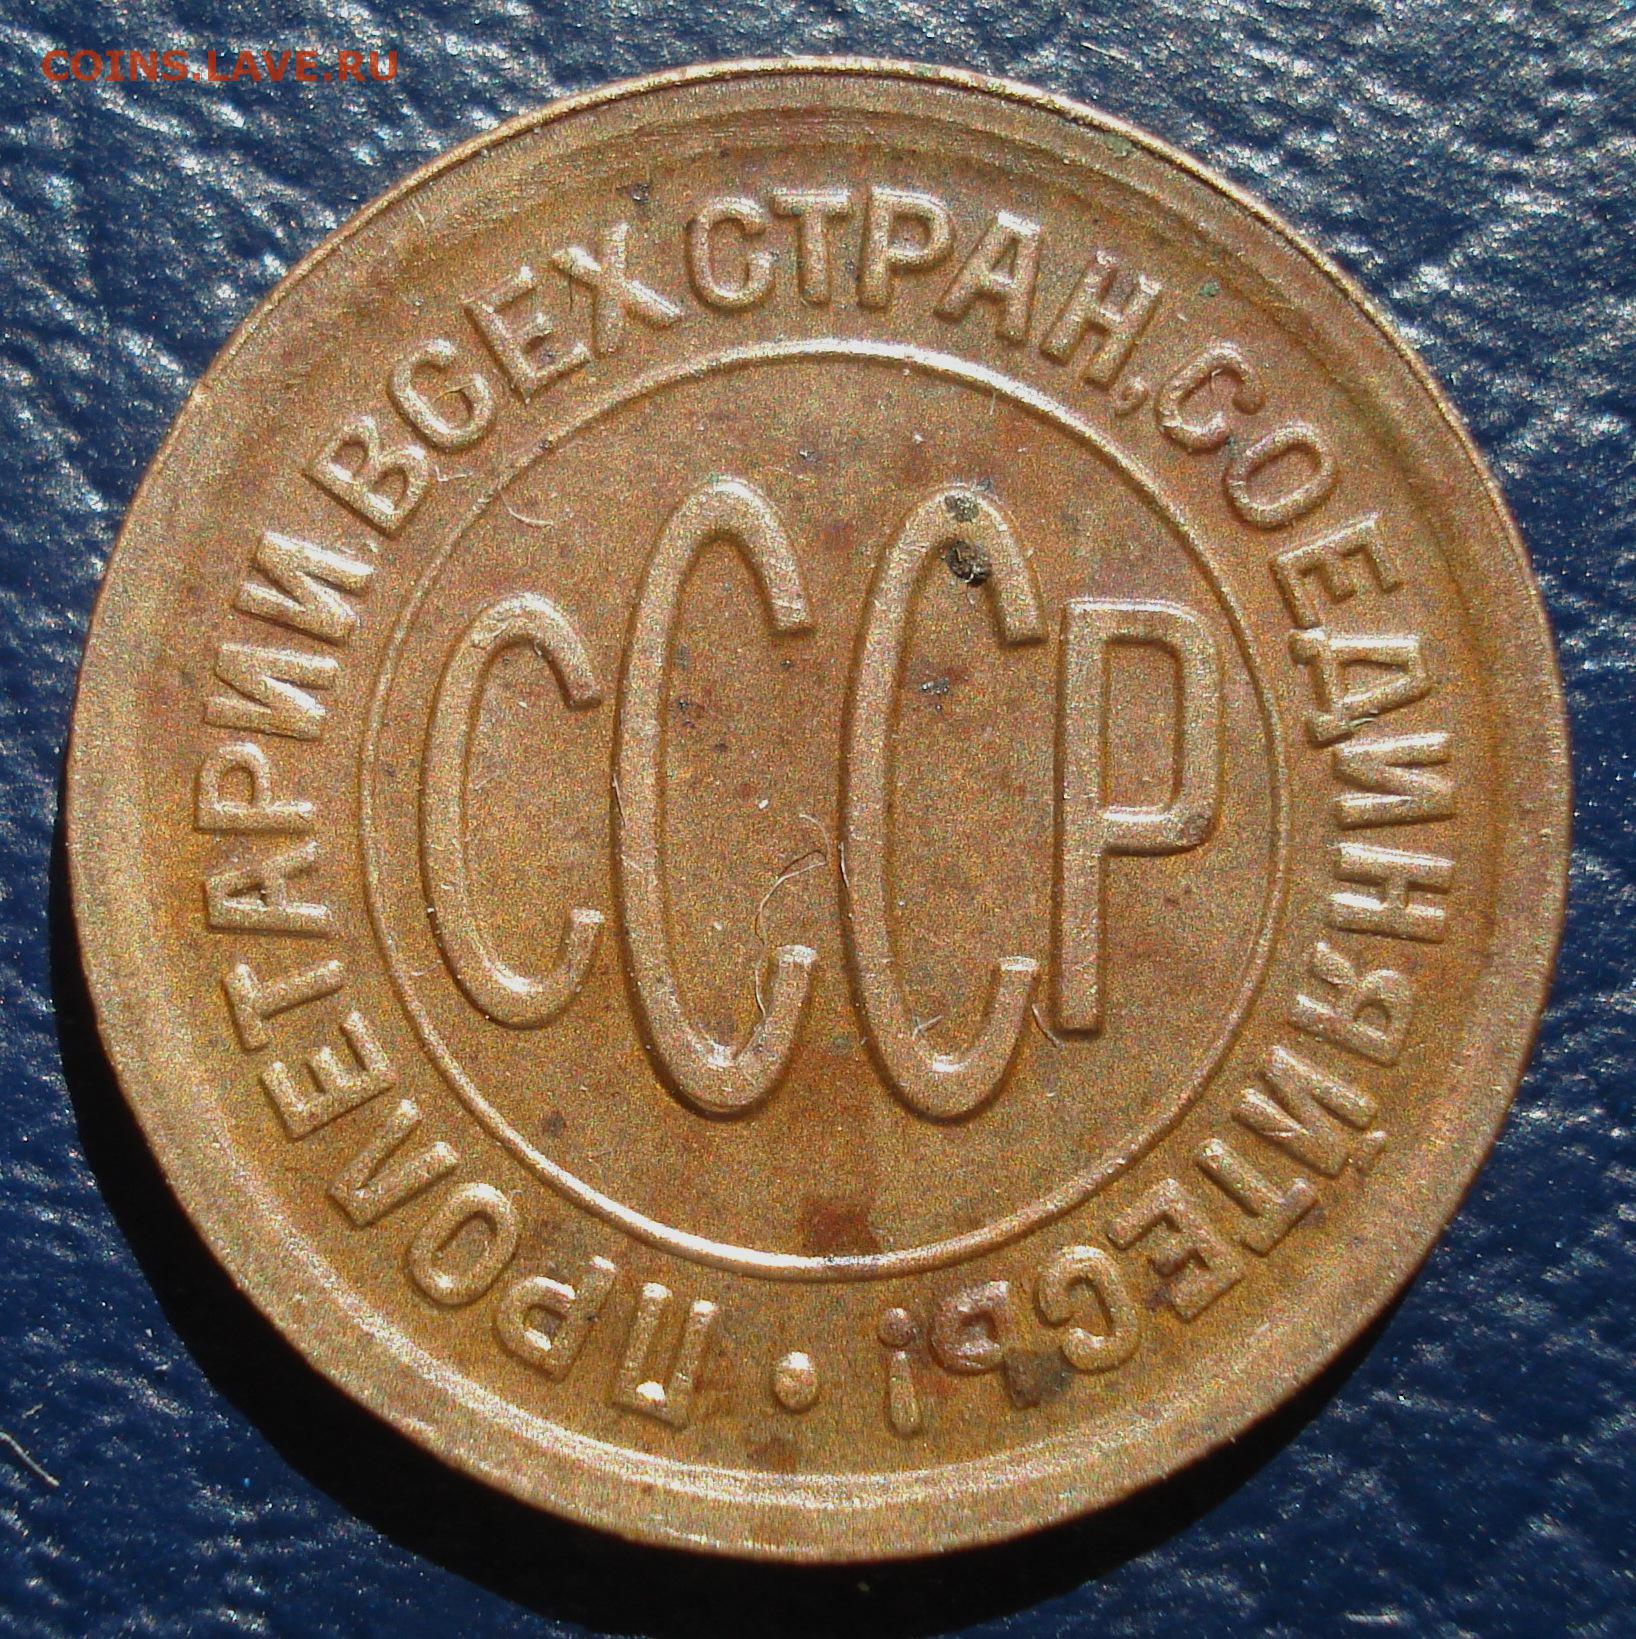 COINS.LAVE.RU
ПРОЛЕТАРИИ ВСЕХ СТРАН, СОЕДИНЯЙТЕСЬ! •
СССР